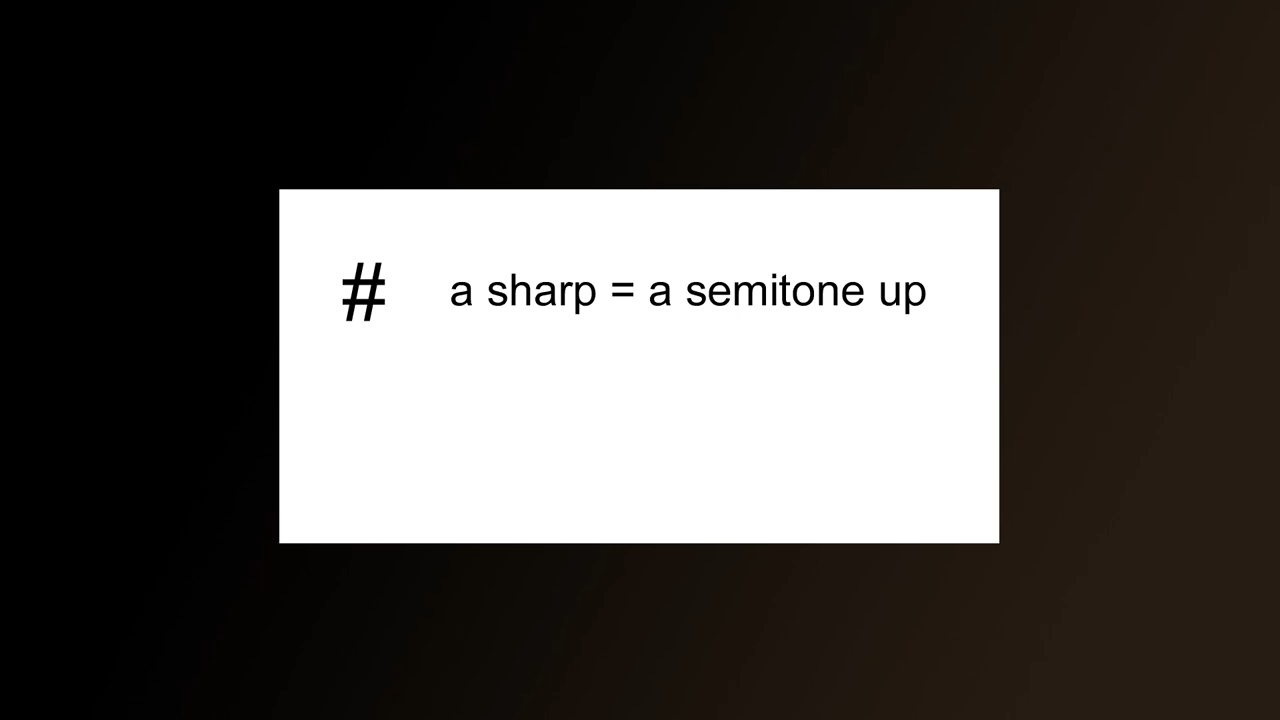 # a sharp = a semitone up